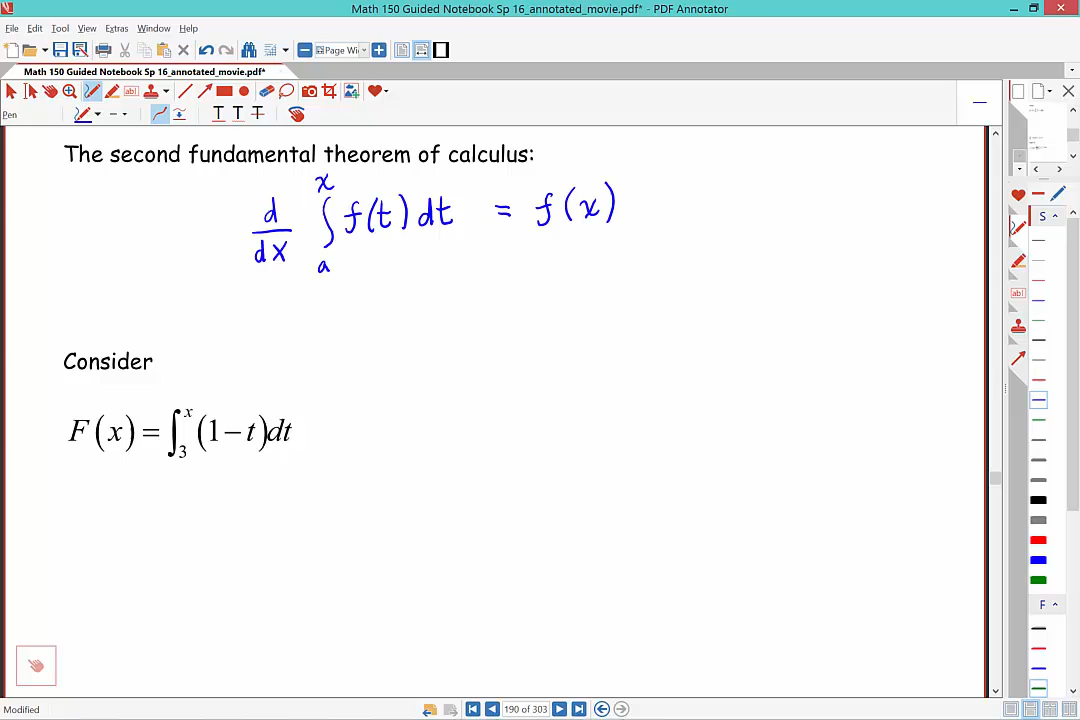 Math 150 Guided Notebook Sp 16_annotated_movie.pdf* - PDF Annotator
File Edit Tool View Extras Window Help
Page Wi
Math 150 Guided Notebook Sp 16_annotated_movie.pdf*
Pen
The second fundamental theorem of calculus:
d/dx ∫_a^x f(t) dt = f(x)
S
Consider
F(x) = ∫_3^x (1−t)dt
F
Modified
190 of 303